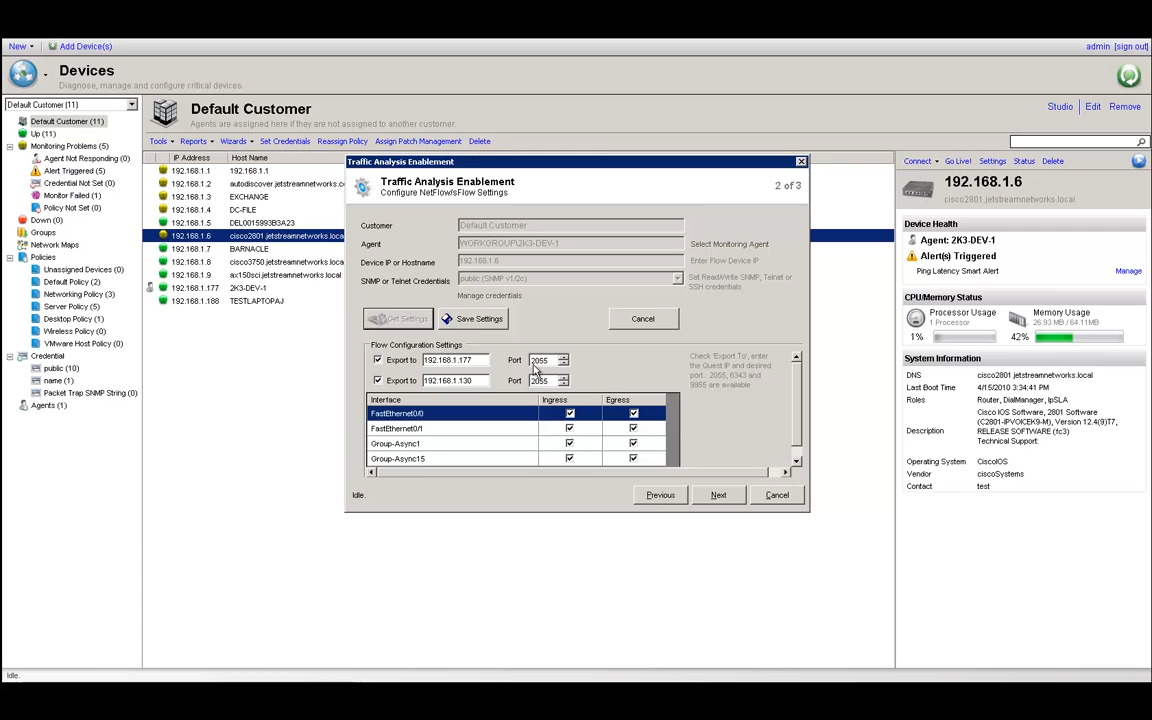 New
Add Device(s)
admin [sign out]
Devices
Diagnose, manage and configure critical devices.
Default Customer (11)
Default Customer (11)
Up (11)
Monitoring Problems (5)
Agent Not Responding (0)
Alert Triggered (5)
Credential Not Set (0)
Monitor Failed (1)
Policy Not Set (0)
Down (0)
Groups
Network Maps
Policies
Unassigned Devices (0)
Default Policy (2)
Networking Policy (3)
Server Policy (5)
Desktop Policy (1)
Wireless Policy (0)
VMware Host Policy (0)
Credential
public (10)
name (1)
Packet Trap SNMP String (0)
Agents (1)
Default Customer
Agents are assigned here if they are not assigned to another customer.
Studio Edit Remove
Tools Reports Wizards Set Credentials Reassign Policy Assign Patch Management Delete
IP Address Host Name
192.168.1.1 192.168.1.1
192.168.1.2 autodiscover.jetstreamnetworks.c
192.168.1.3 EXCHANGE
192.168.1.4 DC-FILE
192.168.1.5 DEL0015993B3A23
192.168.1.6 cisco2801.jetstreamnetworks.loca
192.168.1.7 BARNACLE
192.168.1.8 cisco3750.jetstreamnetworks.loca
192.168.1.9 ax150sci.jetstreamnetworks.local
192.168.1.177 2K3-DEV-1
192.168.1.188 TESTLAPTOPAJ
Traffic Analysis Enablement
Traffic Analysis Enablement
Configure NetFlow/sFlow Settings
2 of 3
Customer Default Customer
Agent WORKGROUP\2K3-DEV-1 Select Monitoring Agent
Device IP or Hostname 192.168.1.6 Enter Flow Device IP
SNMP or Telnet Credentials public (SNMP v1/2c) Set Read/Write SNMP, Telnet or
SSH credentials
Manage credentials
Get Settings Save Settings Cancel
Flow Configuration Settings
Export to 192.168.1.177 Port 2055
Export to 192.168.1.130 Port 2055
Check 'Export To', enter
the Quest IP and desired
port. 2055, 6343 and
9955 are available
Interface Ingress Egress
FastEthernet0/0
FastEthernet0/1
Group-Async1
Group-Async15
Idle.
Previous Next Cancel
Connect Go Live! Settings Status Delete
192.168.1.6
cisco2801.jetstreamnetworks.local
Device Health
Agent: 2K3-DEV-1
Alert(s) Triggered
Ping Latency Smart Alert Manage
CPU/Memory Status
Processor Usage
1 Processor
Memory Usage
26.93 MB / 64.11MB
1%
42%
System Information
DNS cisco2801.jetstreamnetworks.local
Last Boot Time 4/15/2010 3:34:41 PM
Roles Router, DialManager, IpSLA
Description Cisco IOS Software, 2801 Software
(C2801-IPVOICEK9-M), Version 12.4(9)T7,
RELEASE SOFTWARE (fc3)
Technical Support:
Operating System CiscoIOS
Vendor ciscoSystems
Contact test
Idle.